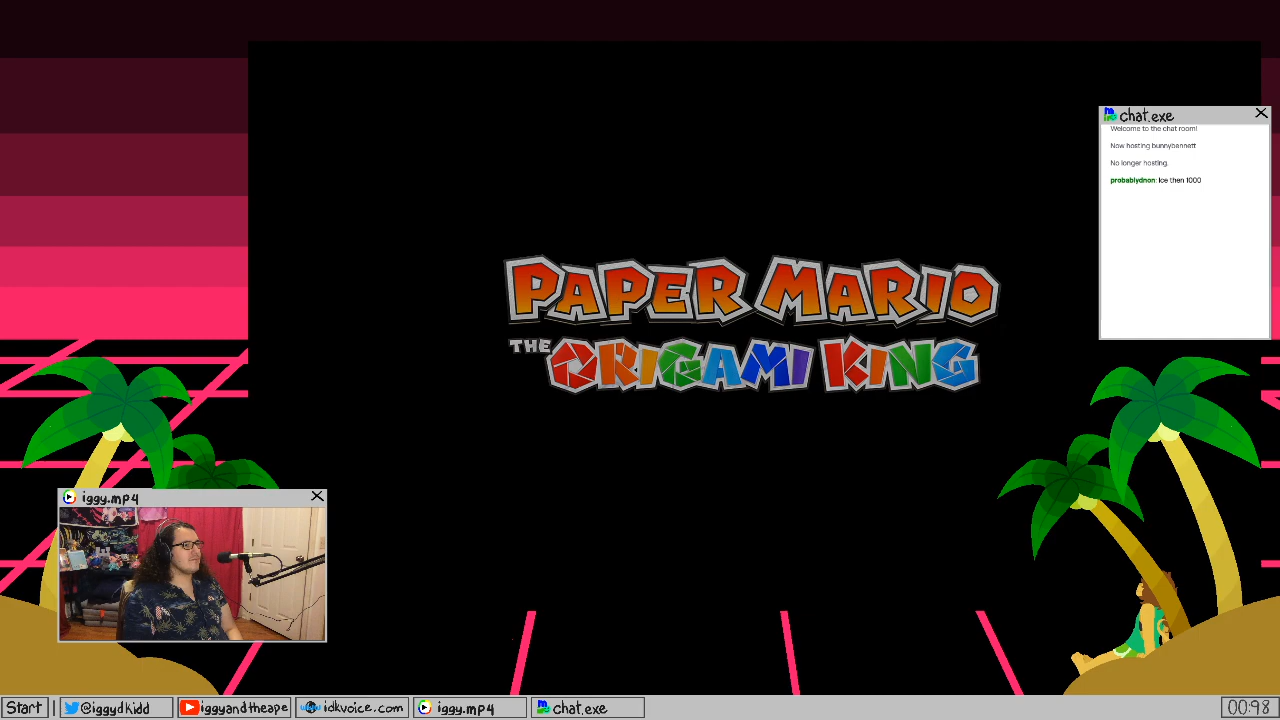 PAPER MARIO
THE ORIGAMI KING
chat.exe
Welcome to the chat room!
Now hosting bunnybennett
No longer hosting.
probablydnon: Ice then 1000
iggy.mp4
Start | @iggydkidd iggyandtheape www idkvoice.com iggy.mp4 chat.exe 00:98